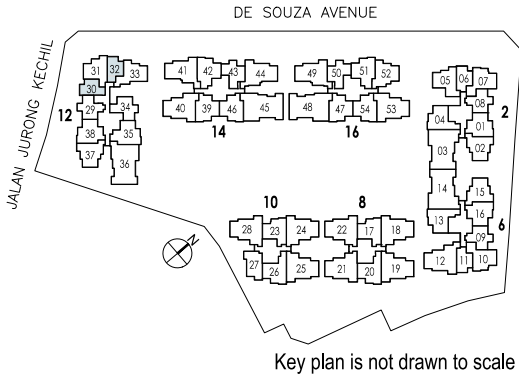 DE SOUZA AVENUE
JALAN JURONG KECHIL
31 32 33
30
29 34
12
38 35
37 36
41 42 43 44
40 39 46 45
14
49 50 51 52
48 47 54 53
16
05 06 07
08
04 01
2
03 02
14 15
13 16
6
09
12 11 10
10
28 23 24
27 26 25
8
22 17 18
21 20 19
N
Key plan is not drawn to scale